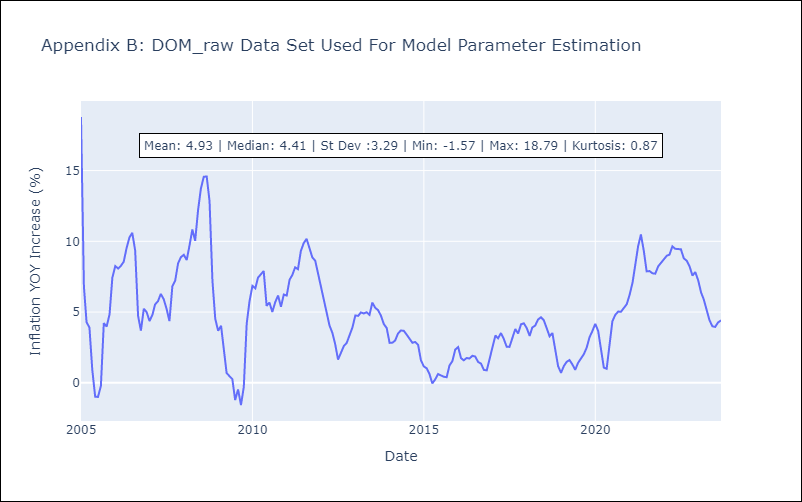 Appendix B: DOM_raw Data Set Used For Model Parameter Estimation
Mean: 4.93 | Median: 4.41 | St Dev :3.29 | Min: -1.57 | Max: 18.79 | Kurtosis: 0.87
Inflation YOY Increase (%)
15
10
5
0
2005
2010
2015
2020
Date